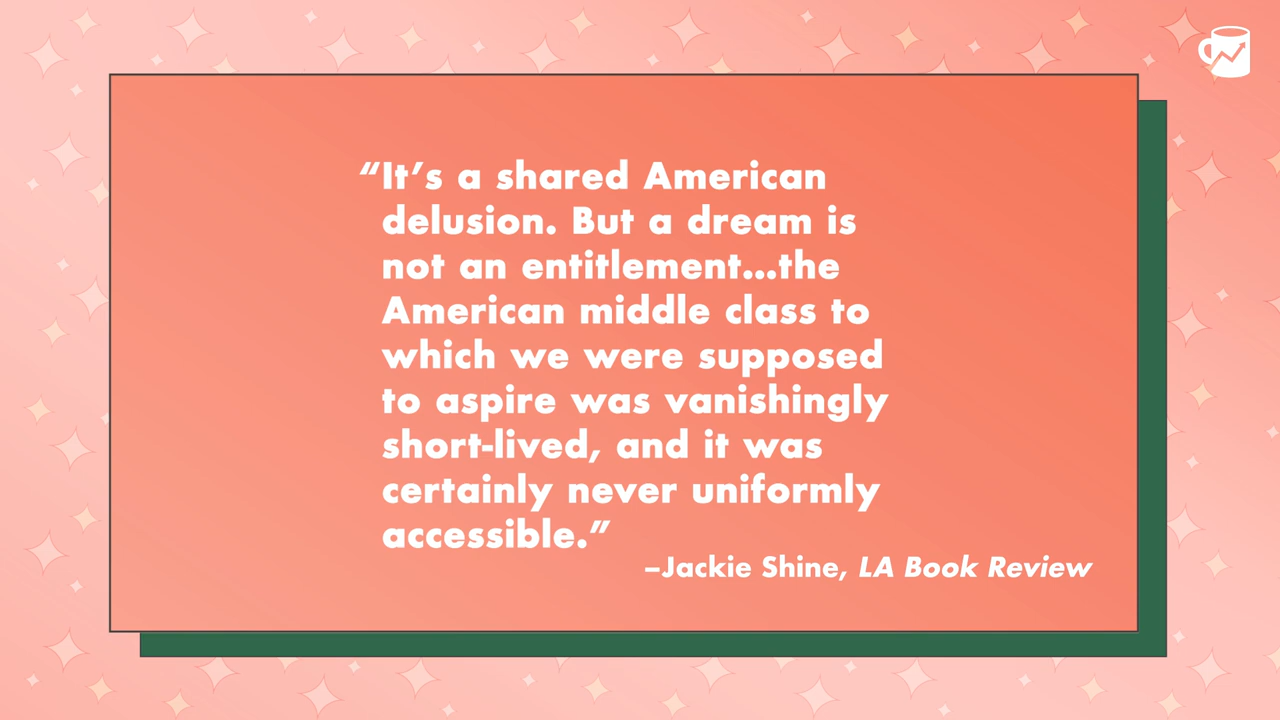 “It’s a shared American
delusion. But a dream is
not an entitlement...the
American middle class to
which we were supposed
to aspire was vanishingly
short-lived, and it was
certainly never uniformly
accessible.”
–Jackie Shine, LA Book Review